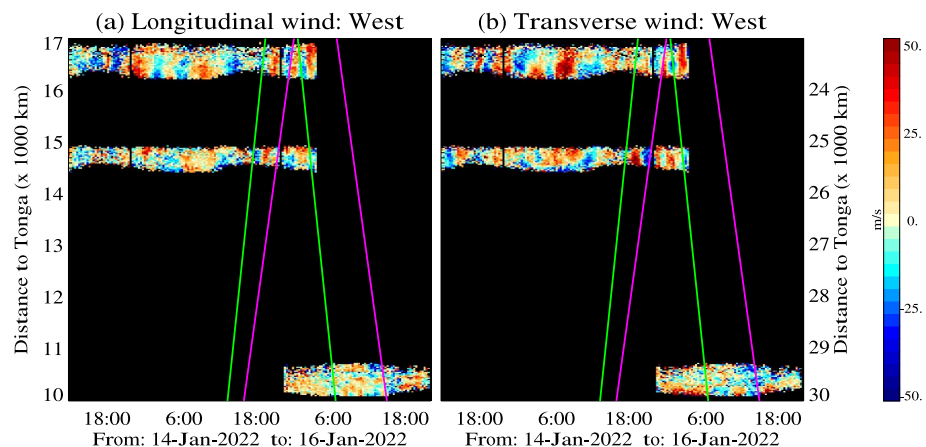 (a) Longitudinal wind: West
(b) Transverse wind: West
17
16
15
14
13
12
11
10
Distance to Tonga (x 1000 km)
24
25
26
27
28
29
30
Distance to Tonga (x 1000 km)
50.
25.
0.
-25.
-50.
m/s
18:00 6:00 18:00 6:00 18:00
18:00 6:00 18:00 6:00 18:00
From: 14-Jan-2022 to: 16-Jan-2022
From: 14-Jan-2022 to: 16-Jan-2022